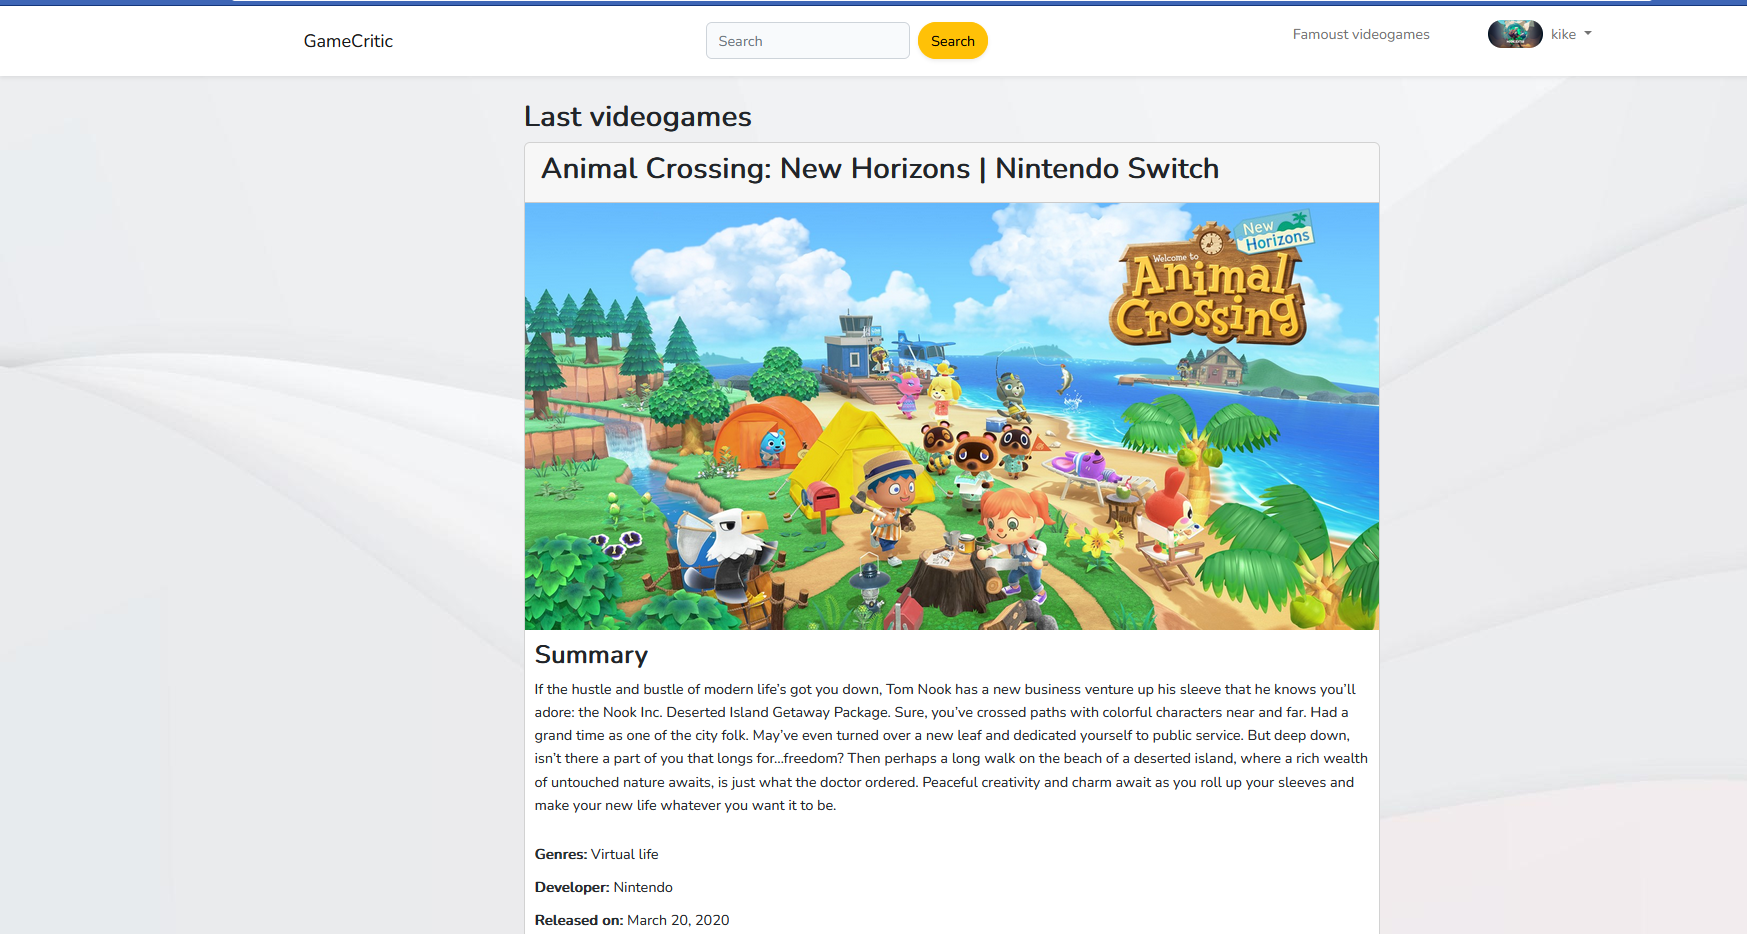 GameCritic
Search
Search
Famoust videogames
kike
Last videogames
Animal Crossing: New Horizons | Nintendo Switch
New
Horizons
Welcome to
Animal
Crossing
Summary
If the hustle and bustle of modern life’s got you down, Tom Nook has a new business venture up his sleeve that he knows you’ll
adore: the Nook Inc. Deserted Island Getaway Package. Sure, you’ve crossed paths with colorful characters near and far. Had a
grand time as one of the city folk. May’ve even turned over a new leaf and dedicated yourself to public service. But deep down,
isn’t there a part of you that longs for…freedom? Then perhaps a long walk on the beach of a deserted island, where a rich wealth
of untouched nature awaits, is just what the doctor ordered. Peaceful creativity and charm await as you roll up your sleeves and
make your new life whatever you want it to be.
Genres: Virtual life
Developer: Nintendo
Released on: March 20, 2020